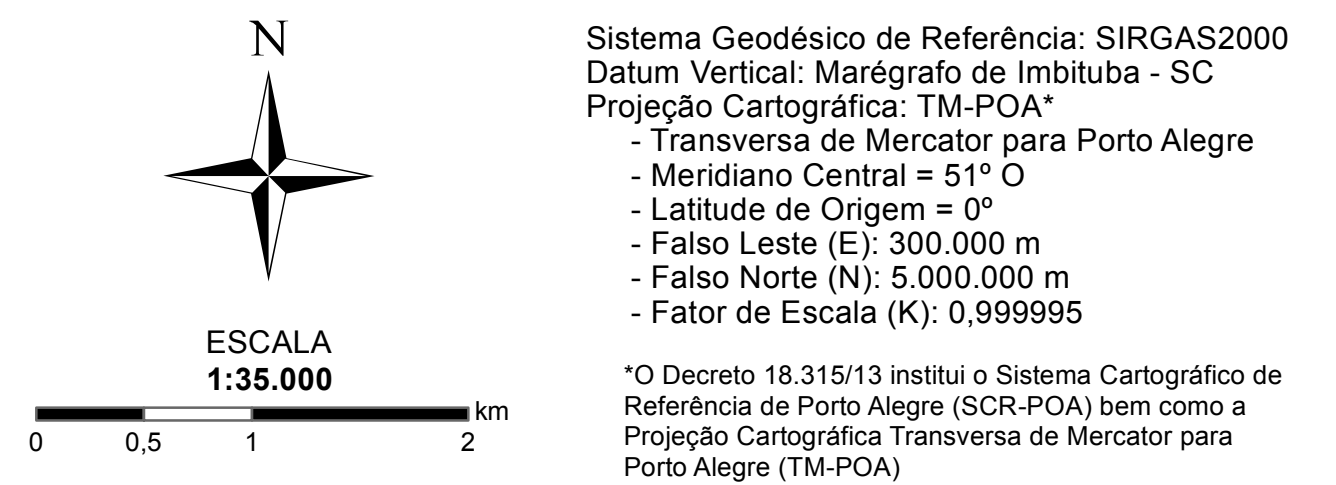 N
ESCALA
1:35.000
km
0 0,5 1 2
Sistema Geodésico de Referência: SIRGAS2000
Datum Vertical: Marégrafo de Imbituba - SC
Projeção Cartográfica: TM-POA*
- Transversa de Mercator para Porto Alegre
- Meridiano Central = 51º O
- Latitude de Origem = 0º
- Falso Leste (E): 300.000 m
- Falso Norte (N): 5.000.000 m
- Fator de Escala (K): 0,999995
*O Decreto 18.315/13 institui o Sistema Cartográfico de
Referência de Porto Alegre (SCR-POA) bem como a
Projeção Cartográfica Transversa de Mercator para
Porto Alegre (TM-POA)